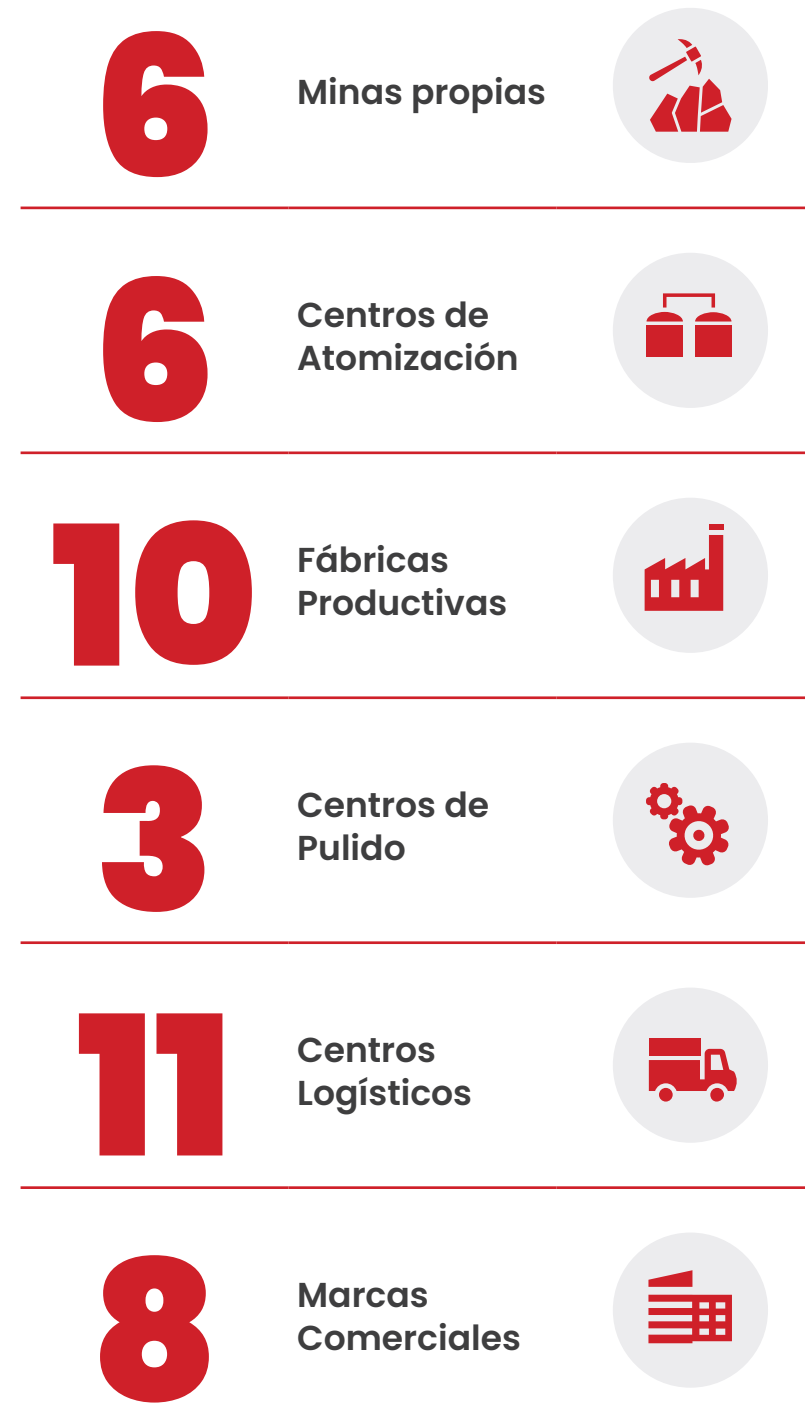 6
Minas propias
6
Centros de
Atomización
10
Fábricas
Productivas
3
Centros de
Pulido
11
Centros
Logísticos
8
Marcas
Comerciales